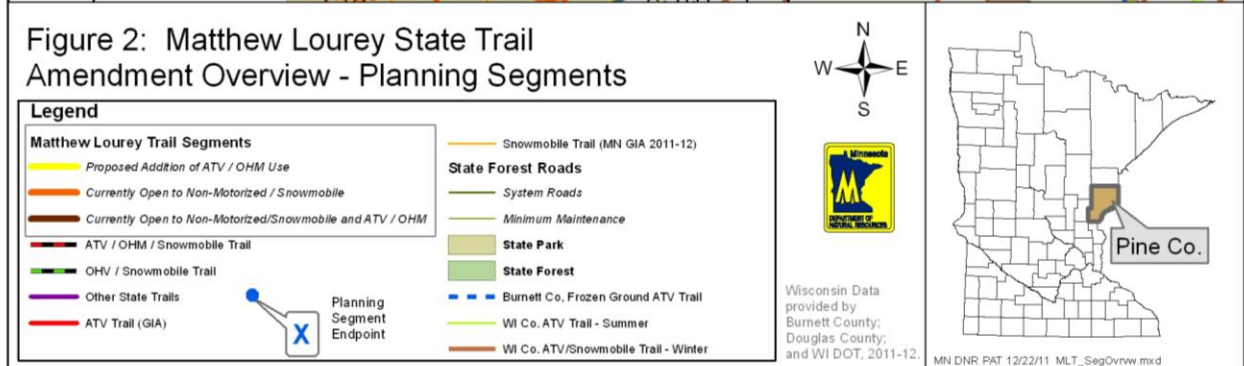 Figure 2: Matthew Lourey State Trail
Amendment Overview - Planning Segments
Legend
Matthew Lourey Trail Segments
Proposed Addition of ATV / OHM Use
Currently Open to Non-Motorized / Snowmobile
Currently Open to Non-Motorized/Snowmobile and ATV / OHM
ATV / OHM / Snowmobile Trail
OHV / Snowmobile Trail
Other State Trails
ATV Trail (GIA)
X
Planning
Segment
Endpoint
Snowmobile Trail (MN GIA 2011-12)
State Forest Roads
System Roads
Minimum Maintenance
State Park
State Forest
Burnett Co, Frozen Ground ATV Trail
WI Co. ATV Trail - Summer
WI Co. ATV/Snowmobile Trail - Winter
N
W E
S
Minnesota
DEPARTMENT OF
NATURAL RESOURCES
Wisconsin Data
provided by
Burnett County;
Douglas County;
and WI DOT, 2011-12.
Pine Co.
MN DNR PAT 12/22/11 MLT_SegOvrvw.mxd